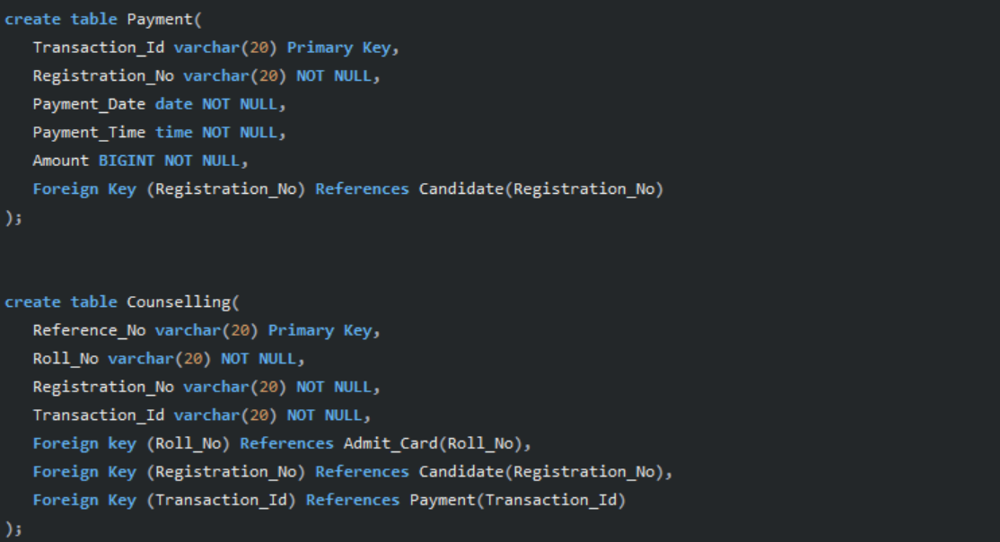 create table Payment(
Transaction_Id varchar(20) Primary Key,
Registration_No varchar(20) NOT NULL,
Payment_Date date NOT NULL,
Payment_Time time NOT NULL,
Amount BIGINT NOT NULL,
Foreign Key (Registration_No) References Candidate(Registration_No)
);
create table Counselling(
Reference_No varchar(20) Primary Key,
Roll_No varchar(20) NOT NULL,
Registration_No varchar(20) NOT NULL,
Transaction_Id varchar(20) NOT NULL,
Foreign key (Roll_No) References Admit_Card(Roll_No),
Foreign Key (Registration_No) References Candidate(Registration_No),
Foreign Key (Transaction_Id) References Payment(Transaction_Id)
);